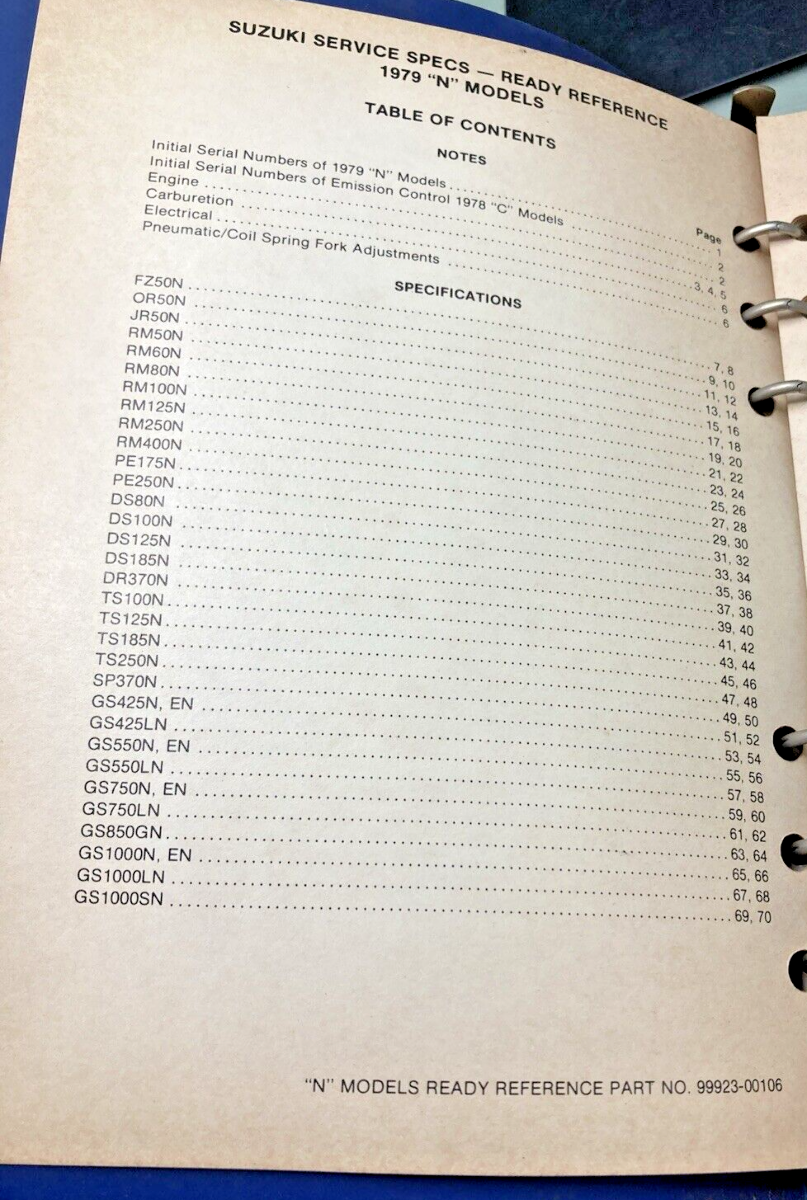 SUZUKI SERVICE SPECS — READY REFERENCE
1979 "N" MODELS
TABLE OF CONTENTS
NOTES
Page
Initial Serial Numbers of 1979 "N" Models ........ 1
Initial Serial Numbers of Emission Control 1978 "C" Models ........ 2
Engine ........ 2
Carburetion ........ 3, 4, 5
Electrical ........ 6
Pneumatic/Coil Spring Fork Adjustments ........ 6
SPECIFICATIONS
FZ50N ........ 7, 8
OR50N ........ 9, 10
JR50N ........ 11, 12
RM50N ........ 13, 14
RM60N ........ 15, 16
RM80N ........ 17, 18
RM100N ........ 19, 20
RM125N ........ 21, 22
RM250N ........ 23, 24
RM400N ........ 25, 26
PE175N ........ 27, 28
PE250N ........ 29, 30
DS80N ........ 31, 32
DS100N ........ 33, 34
DS125N ........ 35, 36
DS185N ........ 37, 38
DR370N ........ 39, 40
TS100N ........ 41, 42
TS125N ........ 43, 44
TS185N ........ 45, 46
TS250N ........ 47, 48
SP370N ........ 49, 50
GS425N, EN ........ 51, 52
GS425LN ........ 53, 54
GS550N, EN ........ 55, 56
GS550LN ........ 57, 58
GS750N, EN ........ 59, 60
GS750LN ........ 61, 62
GS850GN ........ 63, 64
GS1000N, EN ........ 65, 66
GS1000LN ........ 67, 68
GS1000SN ........ 69, 70
"N" MODELS READY REFERENCE PART NO. 99923-00106